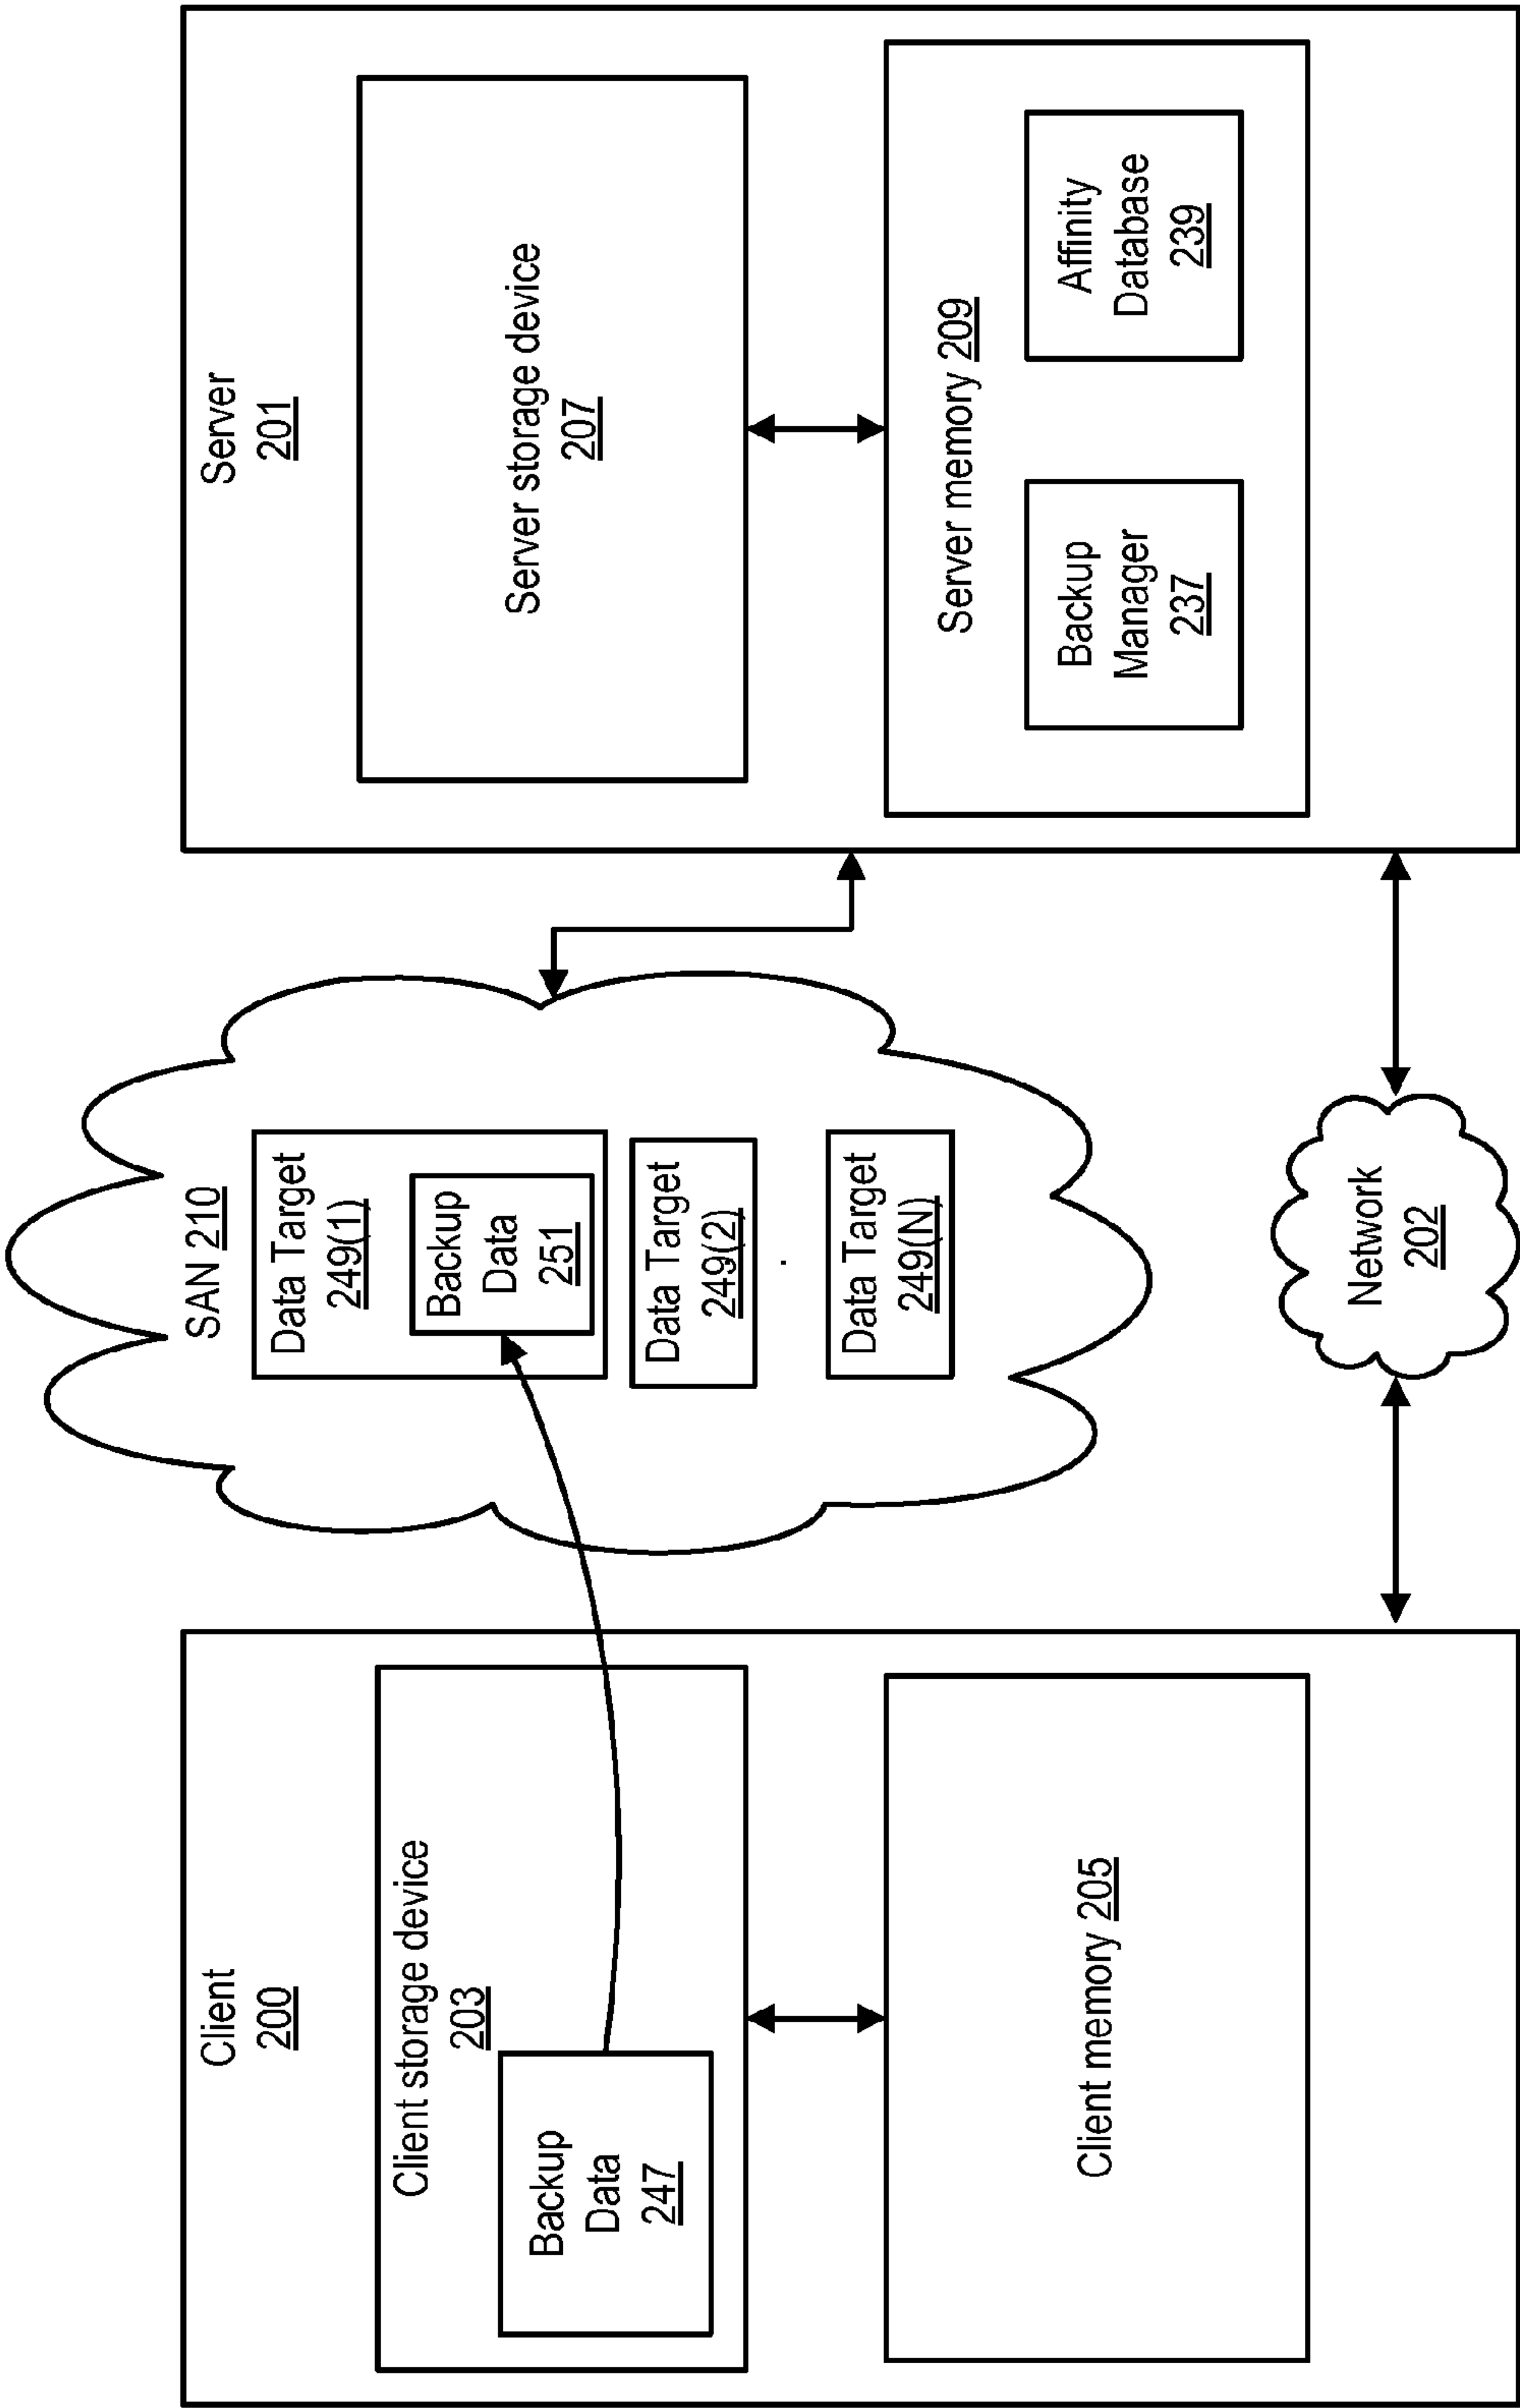 Client
200
Client storage device
203
Backup
Data
247
Client memory 205
SAN 210
Data Target
249(1)
Backup
Data
251
Data Target
249(2)
.
Data Target
249(N)
Network
202
Server
201
Server storage device
207
Server memory 209
Backup
Manager
237
Affinity
Database
239